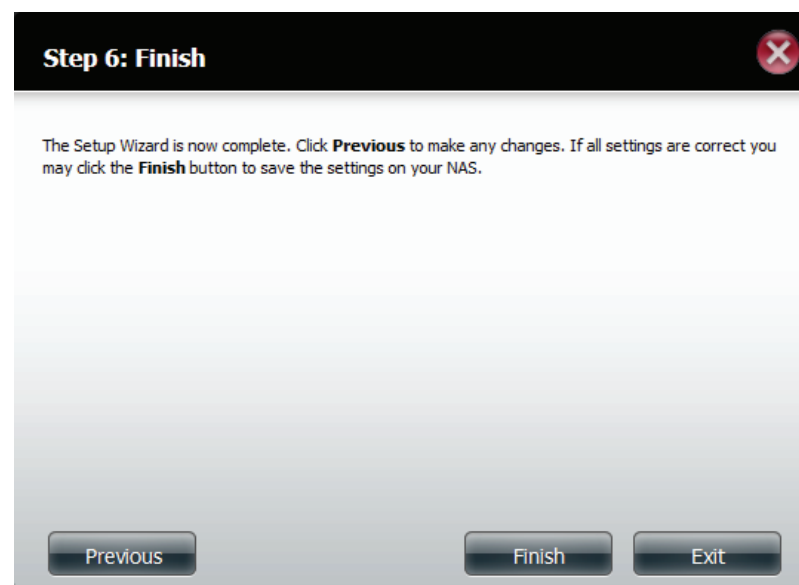 Step 6: Finish
The Setup Wizard is now complete. Click Previous to make any changes. If all settings are correct you
may click the Finish button to save the settings on your NAS.
Previous
Finish
Exit